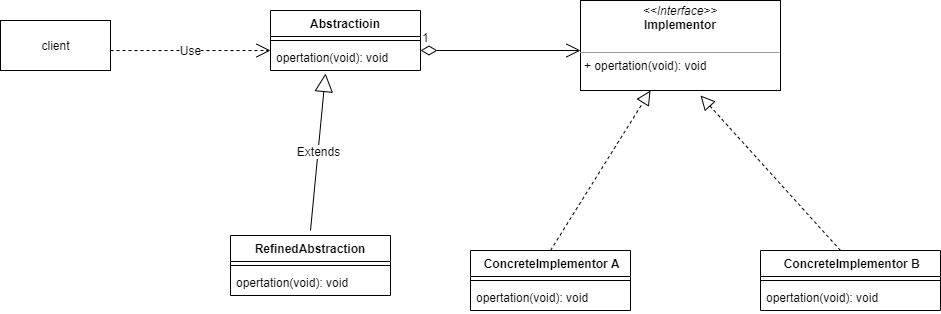 client
Use
Abstractioin
opertation(void): void
1
<<Interface>>
Implementor
+ opertation(void): void
Extends
RefinedAbstraction
opertation(void): void
ConcreteImplementor A
opertation(void): void
ConcreteImplementor B
opertation(void): void